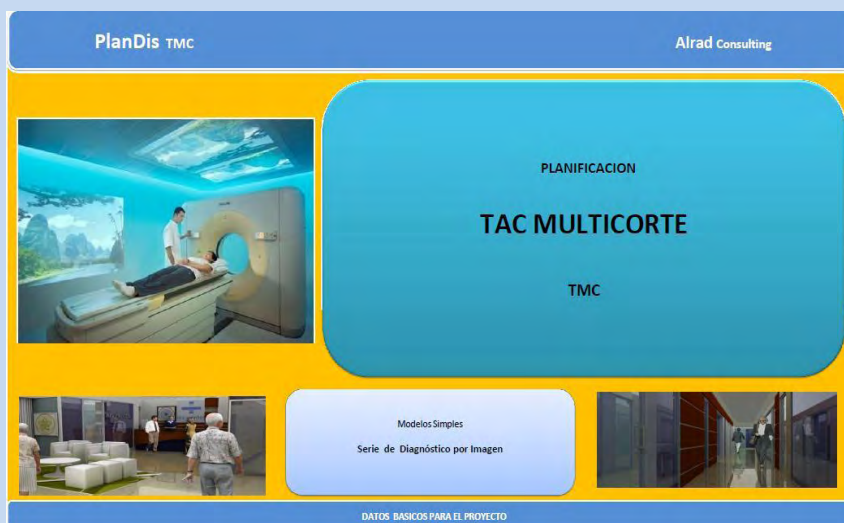 PlanDis TMC
Alrad Consulting
PLANIFICACION
TAC MULTICORTE
TMC
Modelos Simples
Serie de Diagnóstico por Imagen
DATOS BASICOS PARA EL PROYECTO